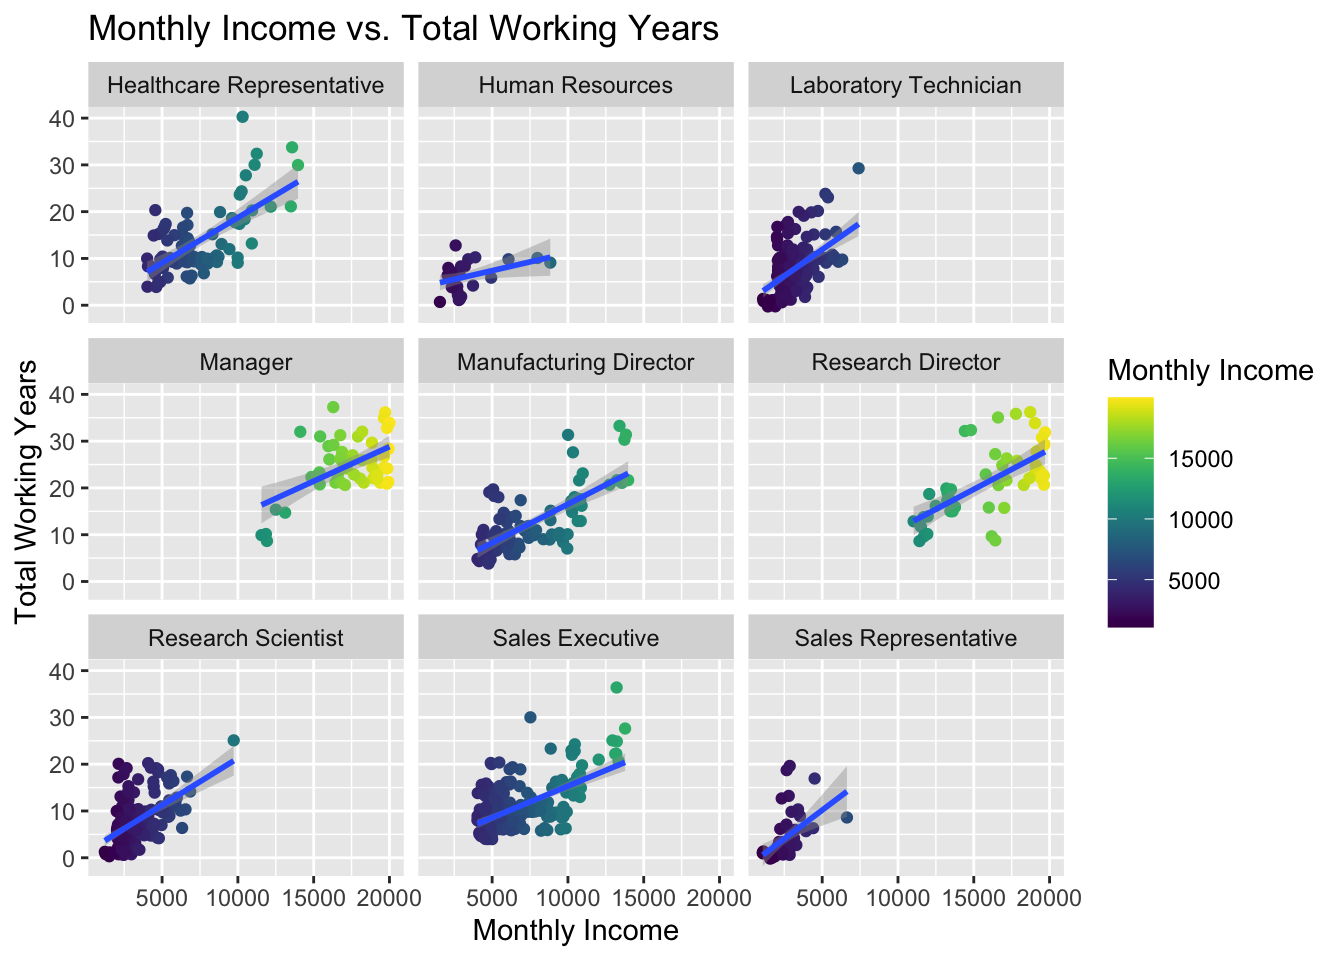 Monthly Income vs. Total Working Years
Healthcare Representative
Human Resources
Laboratory Technician
40
30
20
10
0
Manager
Manufacturing Director
Research Director
40
30
20
10
0
Research Scientist
Sales Executive
Sales Representative
40
30
20
10
0
5000 10000 15000 20000
5000 10000 15000 20000
5000 10000 15000 20000
Total Working Years
Monthly Income
Monthly Income
15000
10000
5000